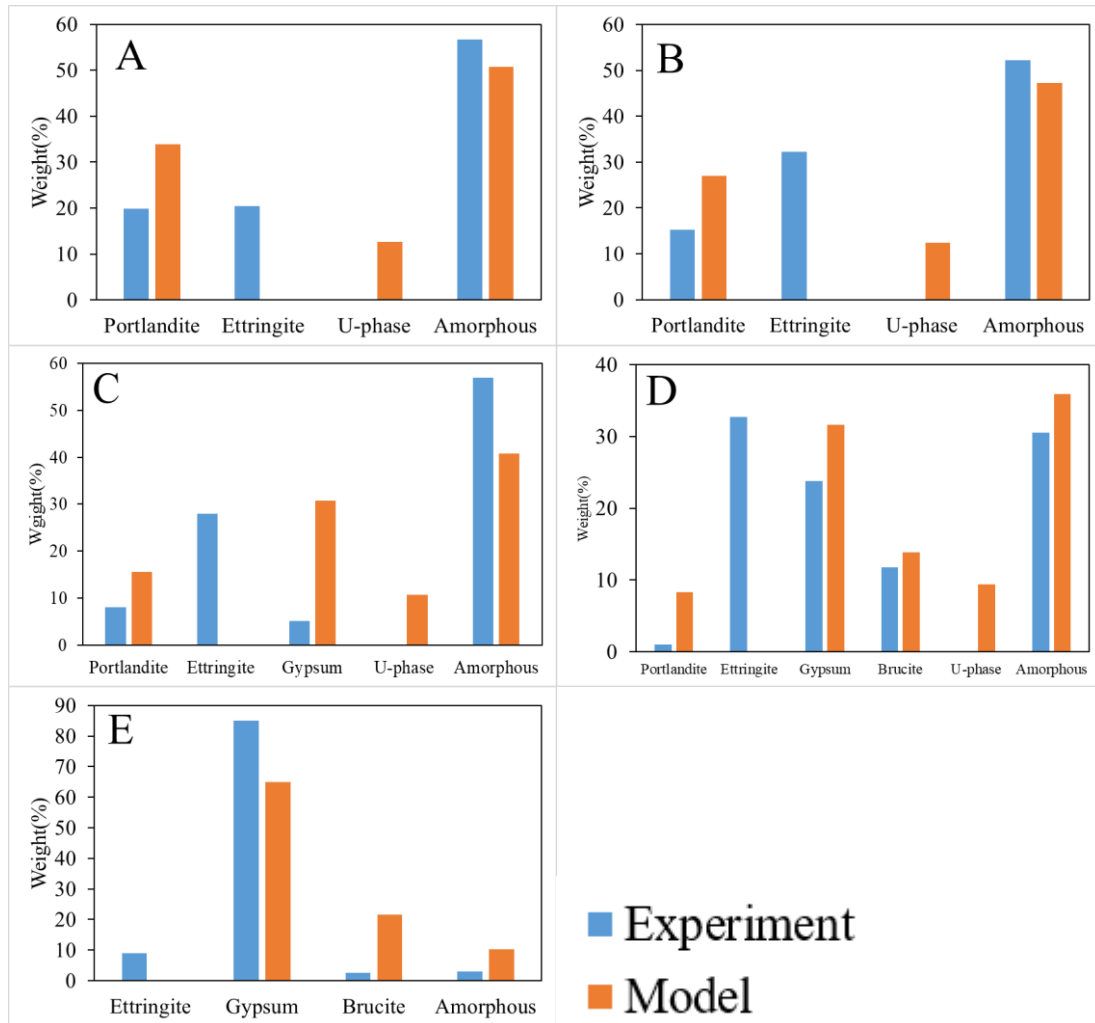 A
Weight(%)
60
50
40
30
20
10
0
Portlandite Ettringite U-phase Amorphous
B
Weight(%)
60
50
40
30
20
10
0
Portlandite Ettringite U-phase Amorphous
C
Wgight(%)
60
50
40
30
20
10
0
Portlandite Ettringite Gypsum U-phase Amorphous
D
Weight(%)
40
30
20
10
0
Portlandite Ettringite Gypsum Brucite U-phase Amorphous
E
Weight(%)
90
80
70
60
50
40
30
20
10
0
Ettringite Gypsum Brucite Amorphous
Experiment
Model